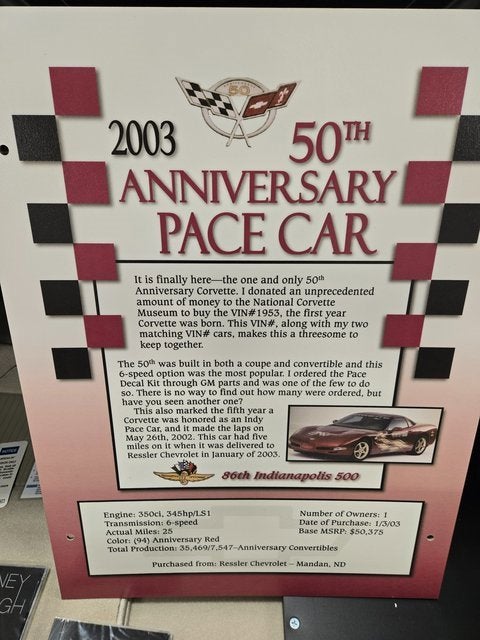 50
2003 50TH
ANNIVERSARY
PACE CAR
It is finally here—the one and only 50th
Anniversary Corvette. I donated an unprecedented
amount of money to the National Corvette
Museum to buy the VIN#1953, the first year
Corvette was born. This VIN#, along with my two
matching VIN# cars, makes this a threesome to
keep together.
The 50th was built in both a coupe and convertible and this
6-speed option was the most popular. I ordered the Pace
Decal Kit through GM parts and was one of the few to do
so. There is no way to find out how many were ordered, but
have you seen another one?
This also marked the fifth year a
Corvette was honored as an Indy
Pace Car, and it made the laps on
May 26th, 2002. This car had five
miles on it when it was delivered to
Ressler Chevrolet in January of 2003.
86th Indianapolis 500
Engine: 350ci, 345hp/LS1
Transmission: 6-speed
Actual Miles: 25
Color: (94) Anniversary Red
Total Production: 35,469/7,547–Anniversary Convertibles
Number of Owners: 1
Date of Purchase: 1/3/03
Base MSRP: $50,375
Purchased from: Ressler Chevrolet – Mandan, ND